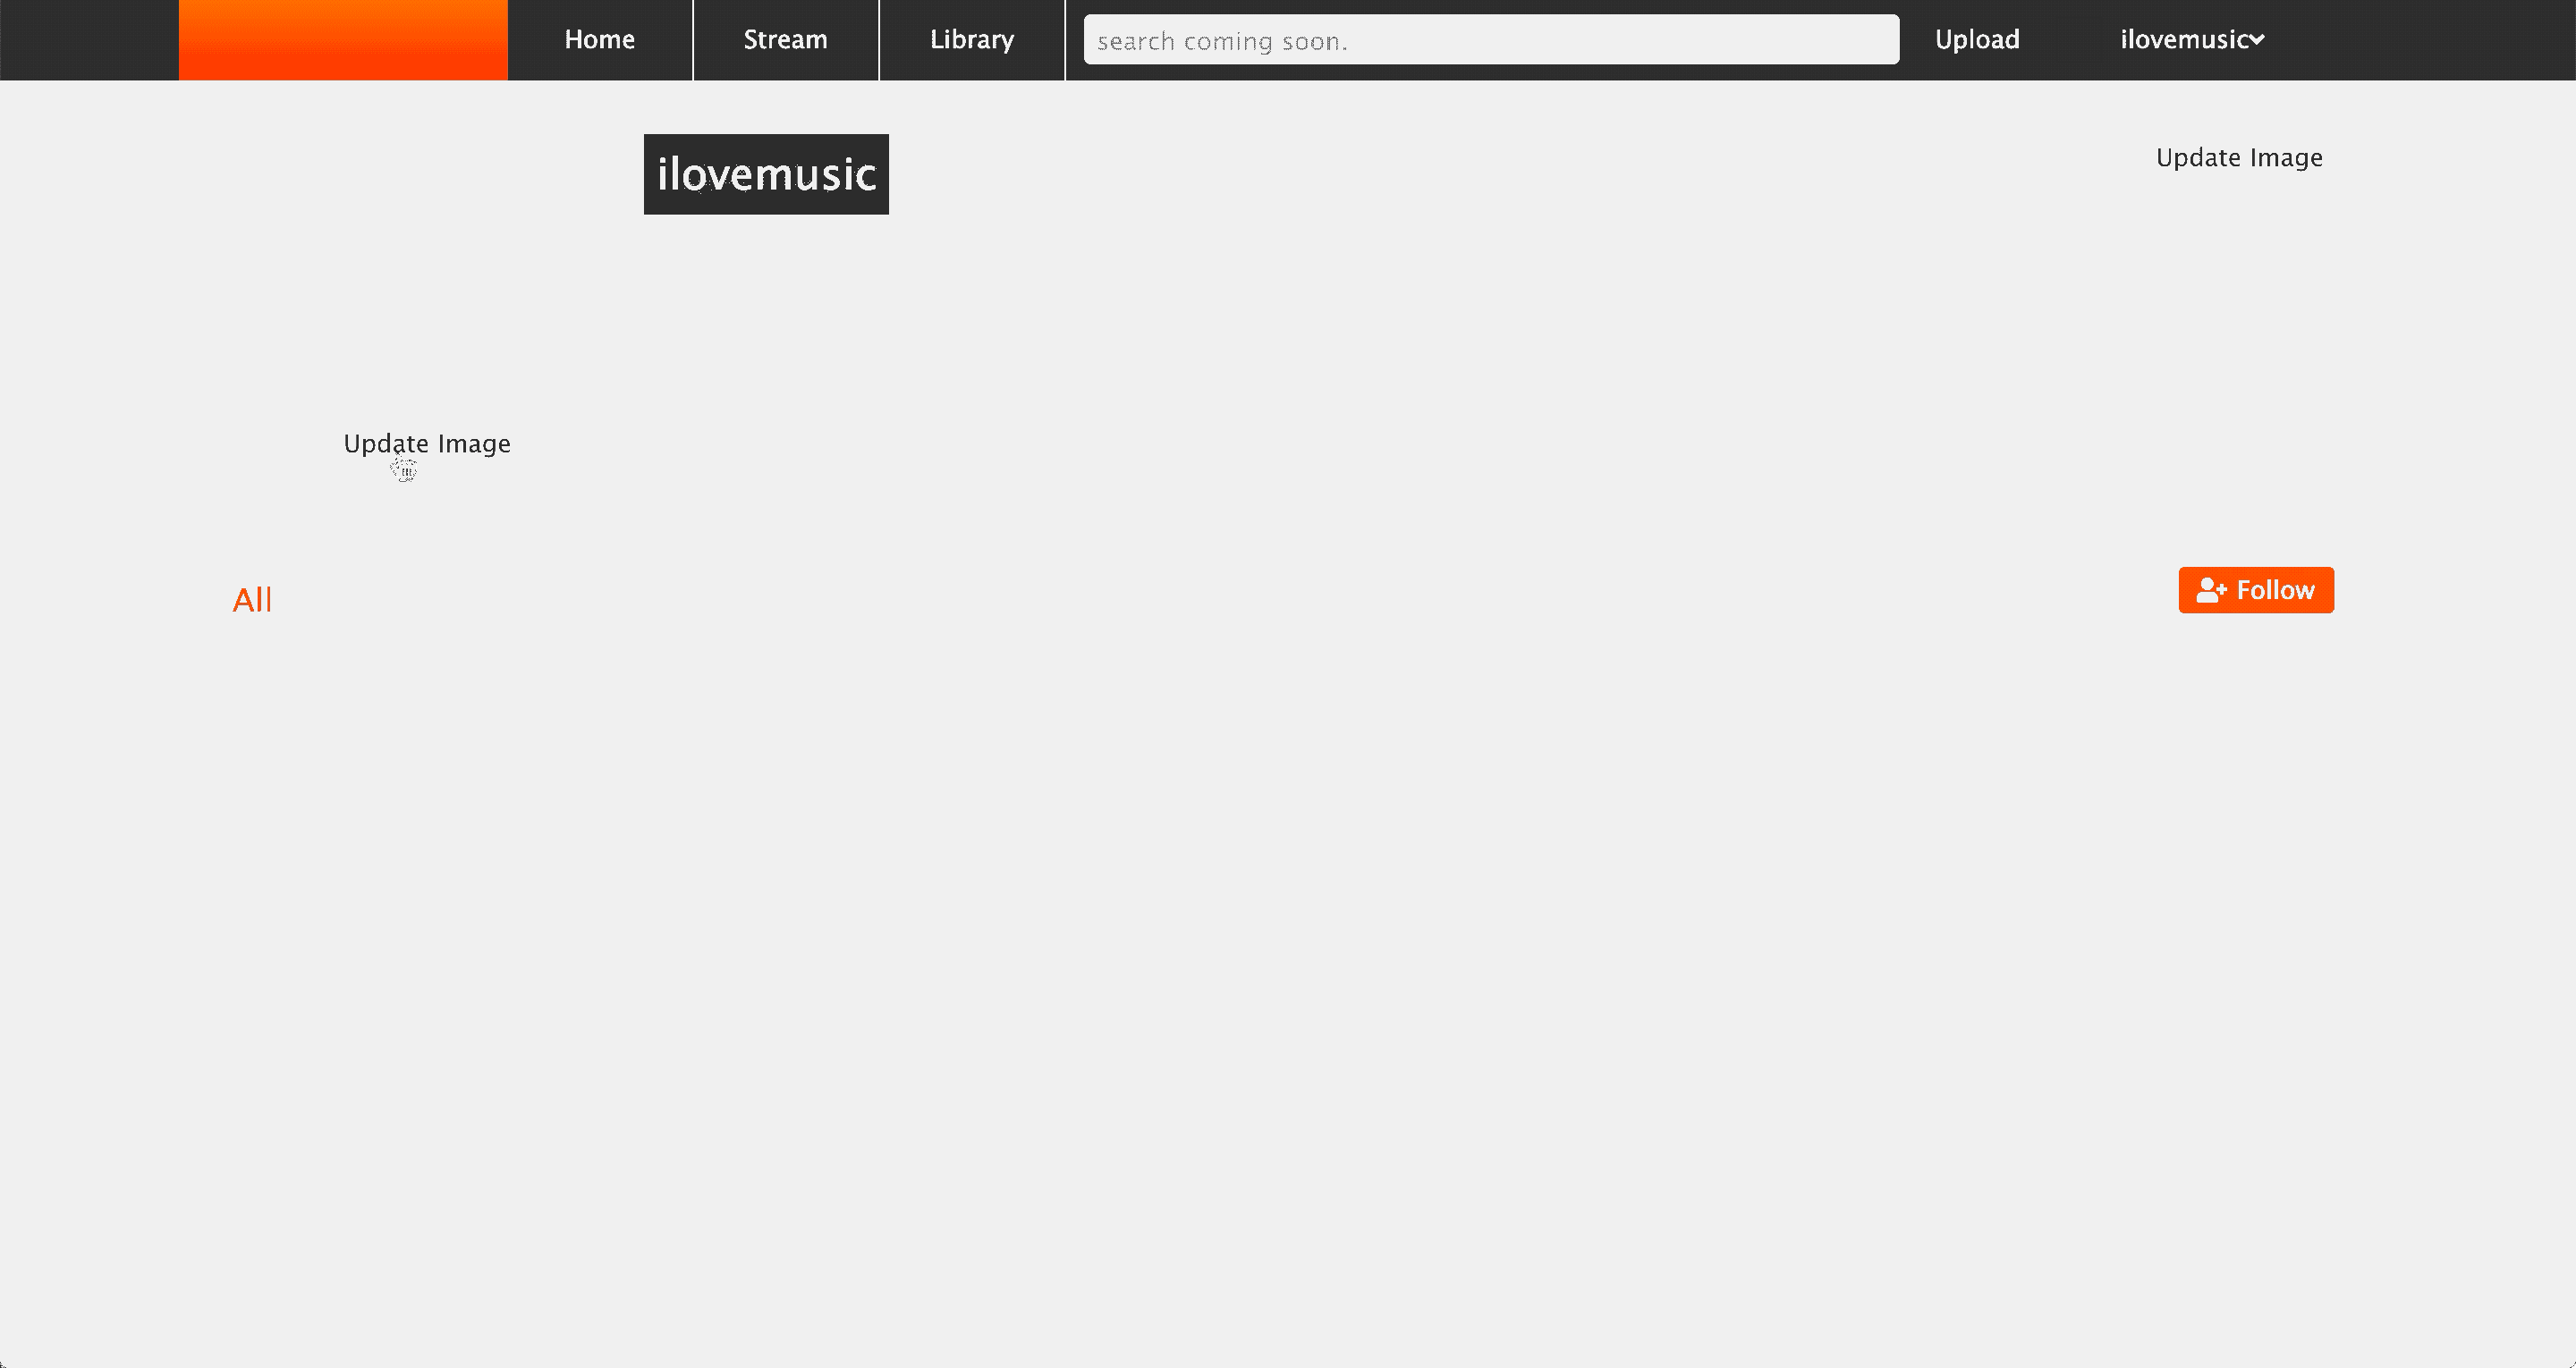 Home Stream Library search coming soon. Upload ilovemusic
ilovemusic
Update Image
Update Image
All
Follow